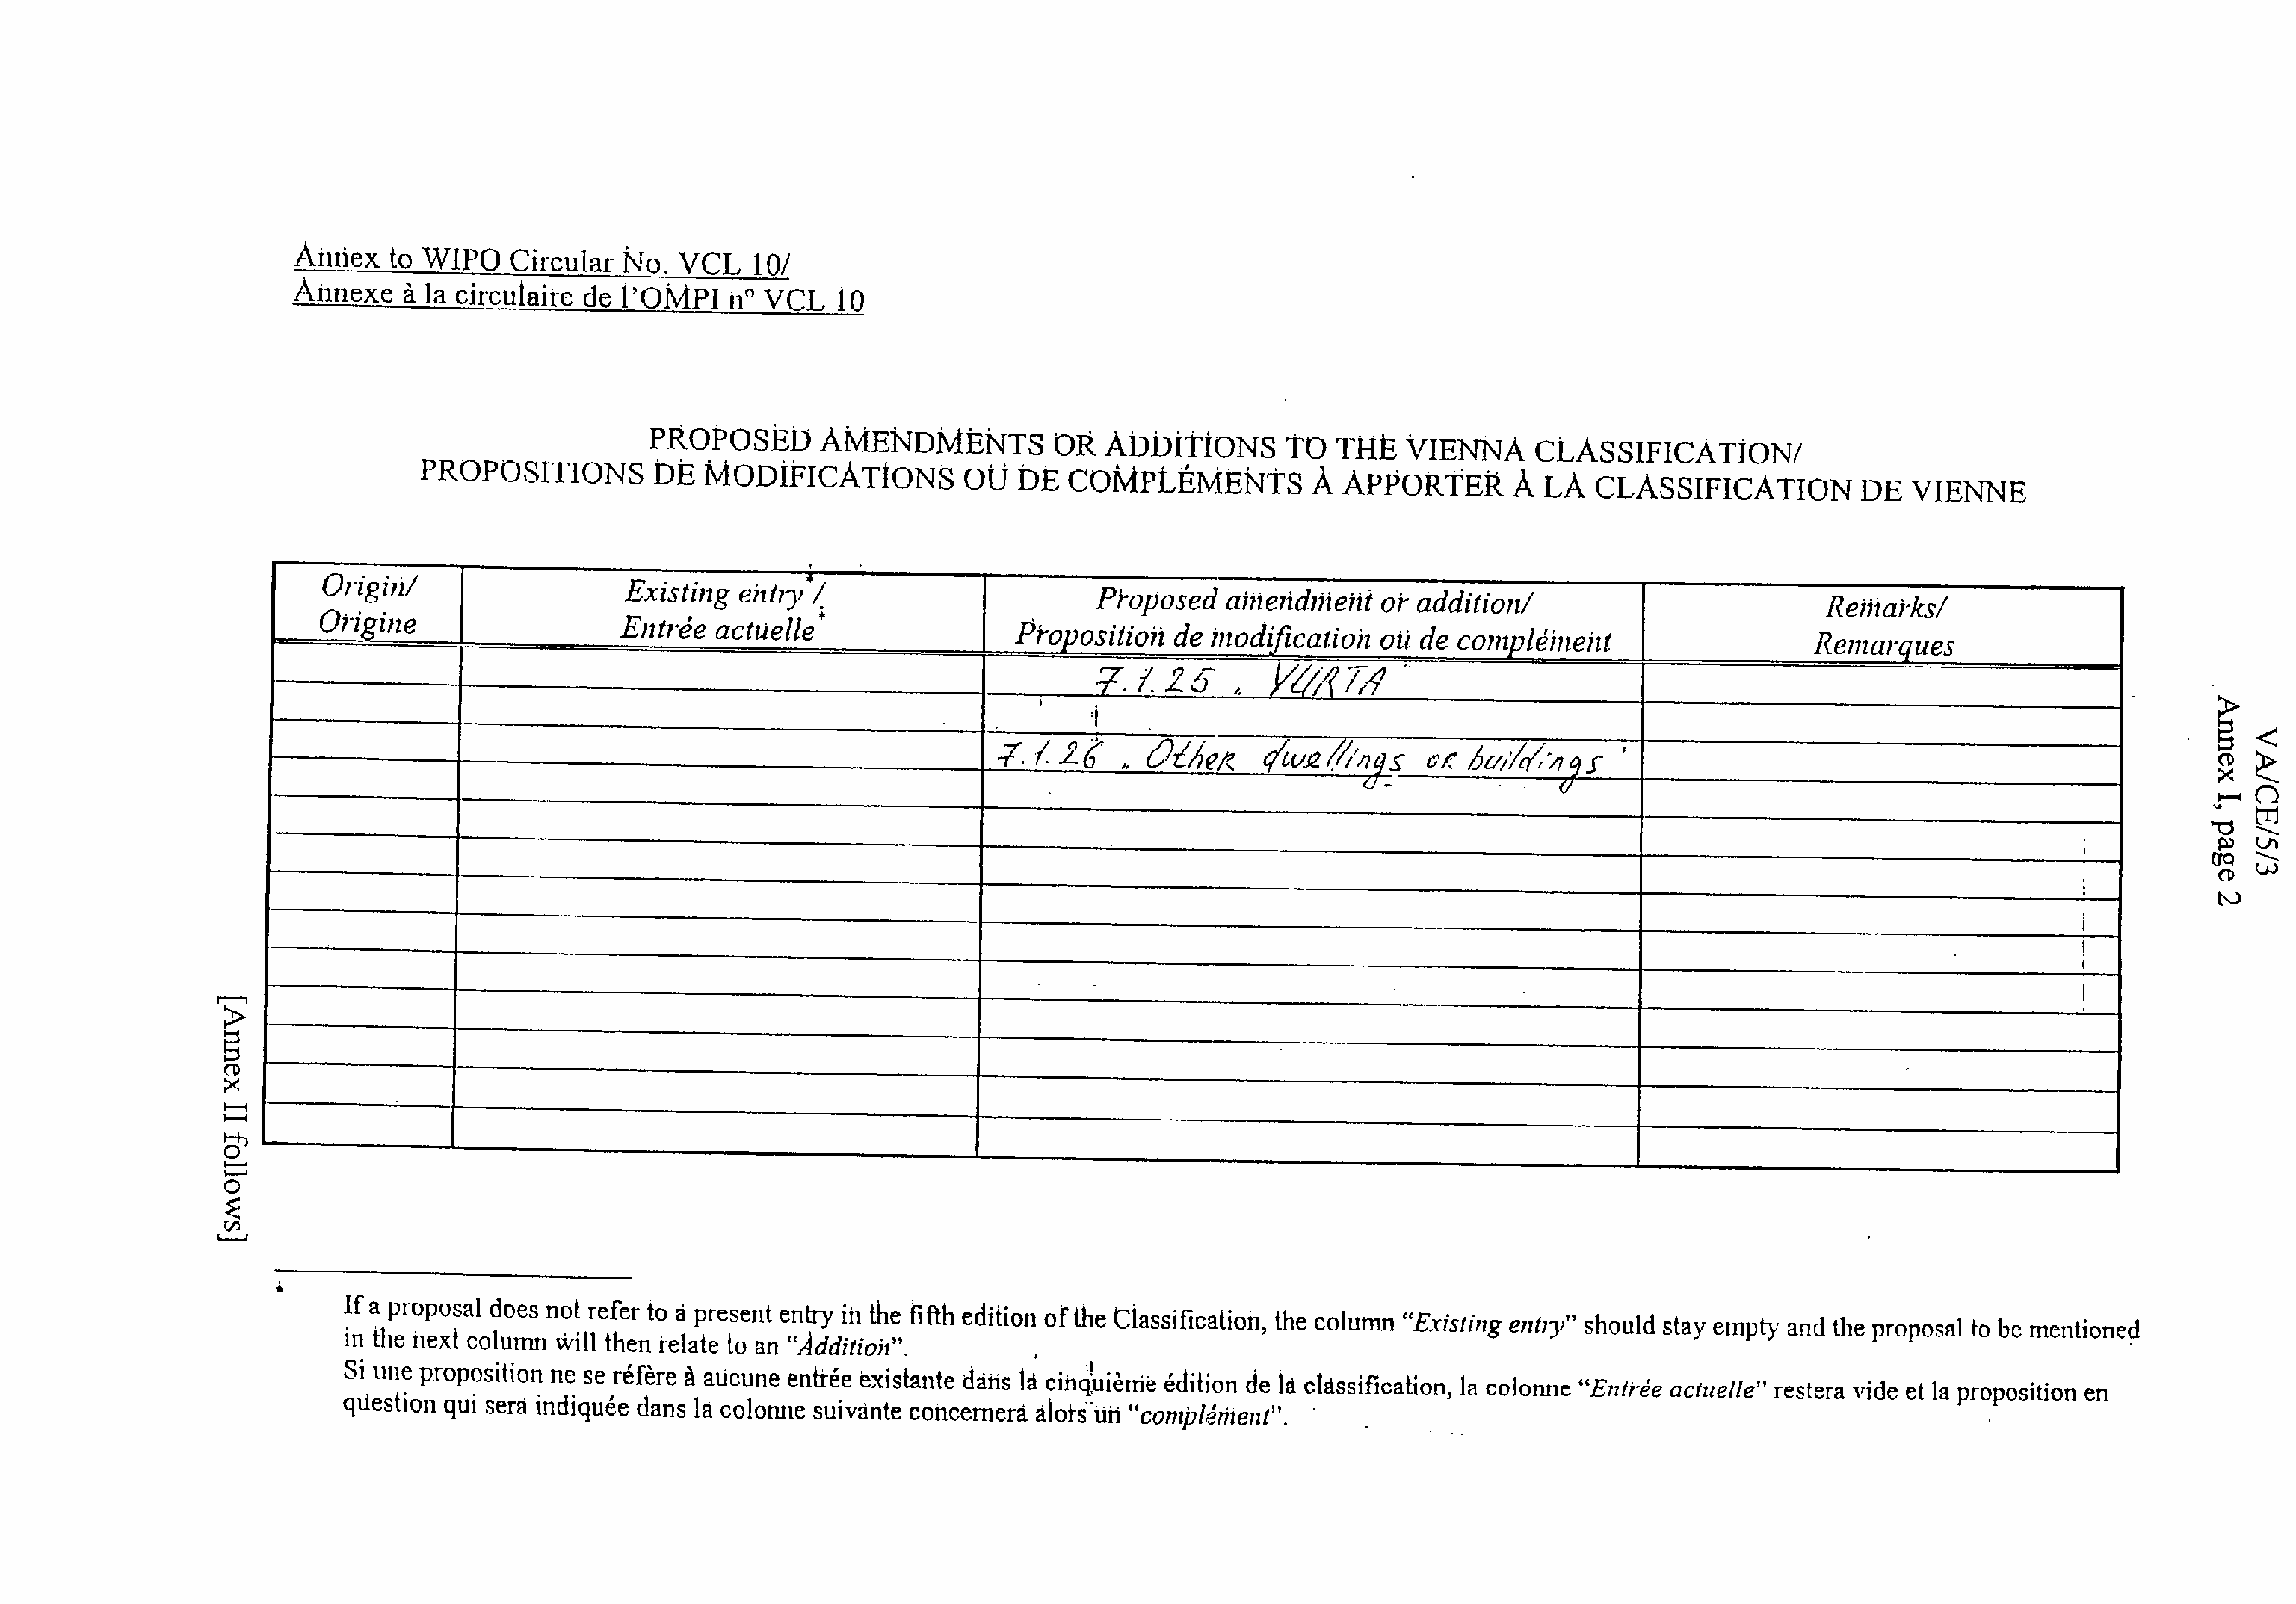 VA/CE/5/3
Annex I, page 2
Annex to WIPO Circular No. VCL 10/
Annexe à la circulaire de l'OMPI n° VCL 10
PROPOSED AMENDMENTS OR ADDITIONS TO THE VIENNA CLASSIFICATION/
PROPOSITIONS DE MODIFICATIONS OU DE COMPLÉMENTS À APPORTER À LA CLASSIFICATION DE VIENNE
Origin/
Origine
Existing entry*/
Entrée actuelle*
Proposed amendment or addition/
Proposition de modification ou de complément
Remarks/
Remarques
7.1.25 „ YURTA "
7.1.26 „ Other dwellings or buildings "
* If a proposal does not refer to a present entry in the fifth edition of the Classification, the column “Existing entry” should stay empty and the proposal to be mentioned
in the next column will then relate to an "Addition".
Si une proposition ne se réfère à aucune entrée existante dans la cinquième édition de la classification, la colonne “Entrée actuelle” restera vide et la proposition en
question qui sera indiquée dans la colonne suivante concernera alors un "complément".
[Annex II follows]